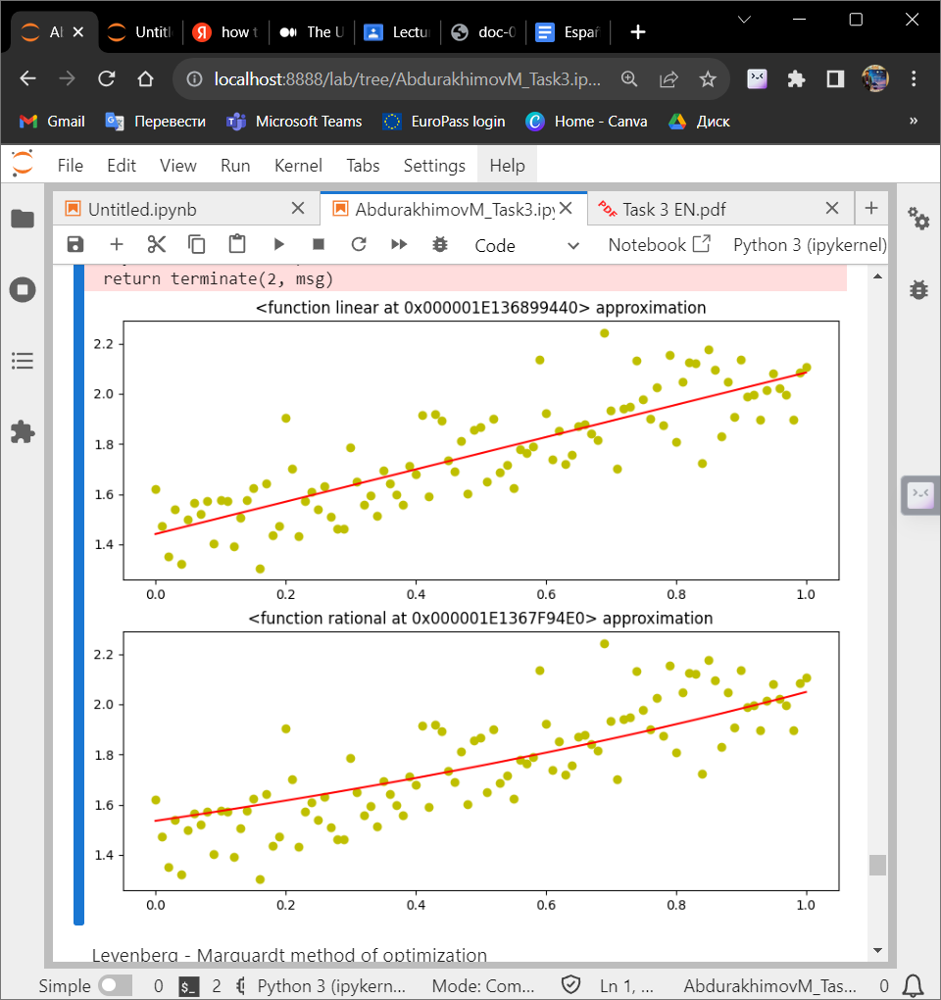 Al
Untitl
how t
The U
Lectu
doc-0
Españ
localhost:8888/lab/tree/AbdurakhimovM_Task3.ip...
Gmail Перевести Microsoft Teams EuroPass login Home - Canva Диск »
File Edit View Run Kernel Tabs Settings Help
Untitled.ipynb AbdurakhimovM_Task3.ipy Task 3 EN.pdf
Code Notebook Python 3 (ipykernel)
return terminate(2, msg)
<function linear at 0x000001E136899440> approximation
2.2
2.0
1.8
1.6
1.4
0.0 0.2 0.4 0.6 0.8 1.0
<function rational at 0x000001E1367F94E0> approximation
2.2
2.0
1.8
1.6
1.4
0.0 0.2 0.4 0.6 0.8 1.0
Levenberg - Marquardt method of optimization
Simple 0 2 Python 3 (ipykern... Mode: Com... Ln 1, ... AbdurakhimovM_Tas... 0